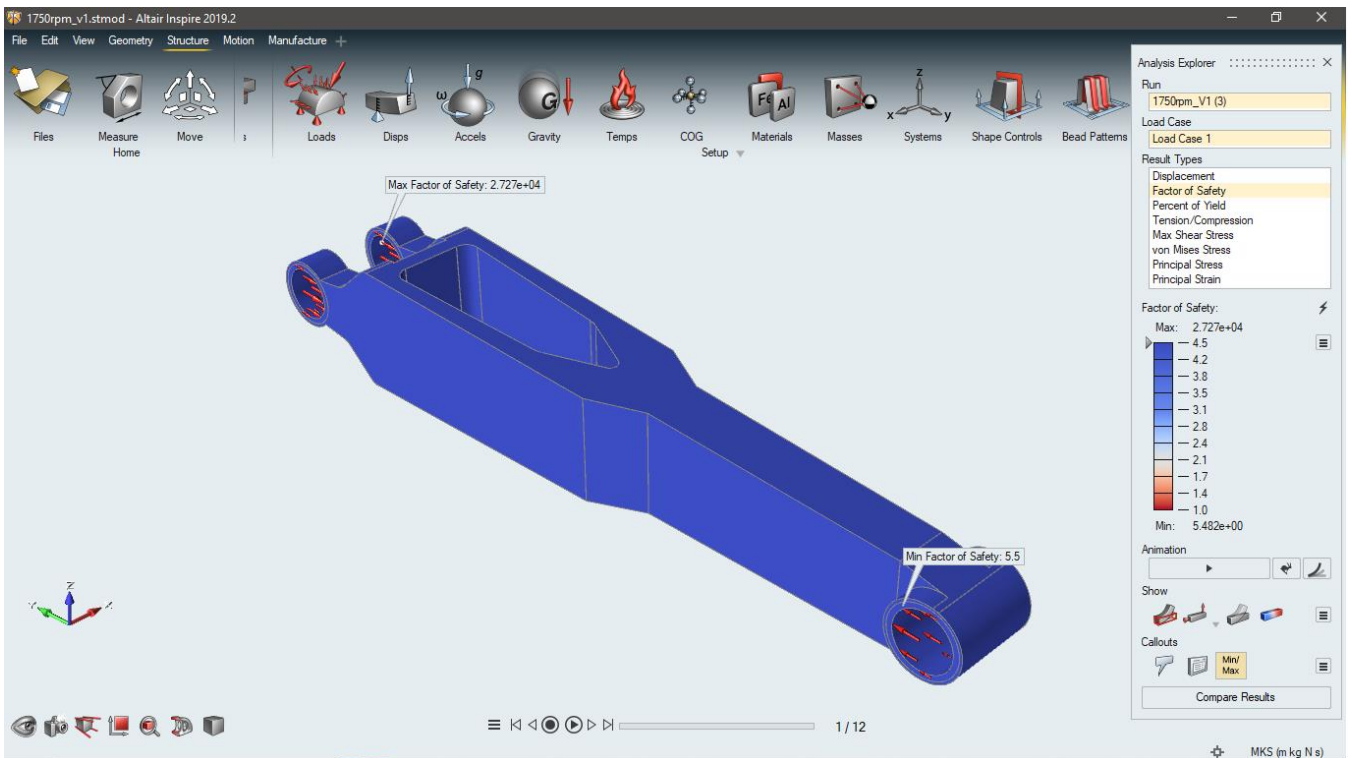 1750rpm_v1.stmod - Altair Inspire 2019.2
File Edit View Geometry Structure Motion Manufacture +
Files
Measure
Move
s
Home
Loads
Disps
Accels
Gravity
Temps
COG
Materials
Masses
Systems
Shape Controls
Bead Patterns
Setup
ω g
G
Fe Al
z
x y
Max Factor of Safety: 2.727e+04
Min Factor of Safety: 5.5
Z
Y X
1 / 12
Analysis Explorer
Run
1750rpm_V1 (3)
Load Case
Load Case 1
Result Types
Displacement
Factor of Safety
Percent of Yield
Tension/Compression
Max Shear Stress
von Mises Stress
Principal Stress
Principal Strain
Factor of Safety:
Max: 2.727e+04
4.5
4.2
3.8
3.5
3.1
2.8
2.4
2.1
1.7
1.4
1.0
Min: 5.482e+00
Animation
Show
Callouts
Min/
Max
Compare Results
MKS (m kg N s)